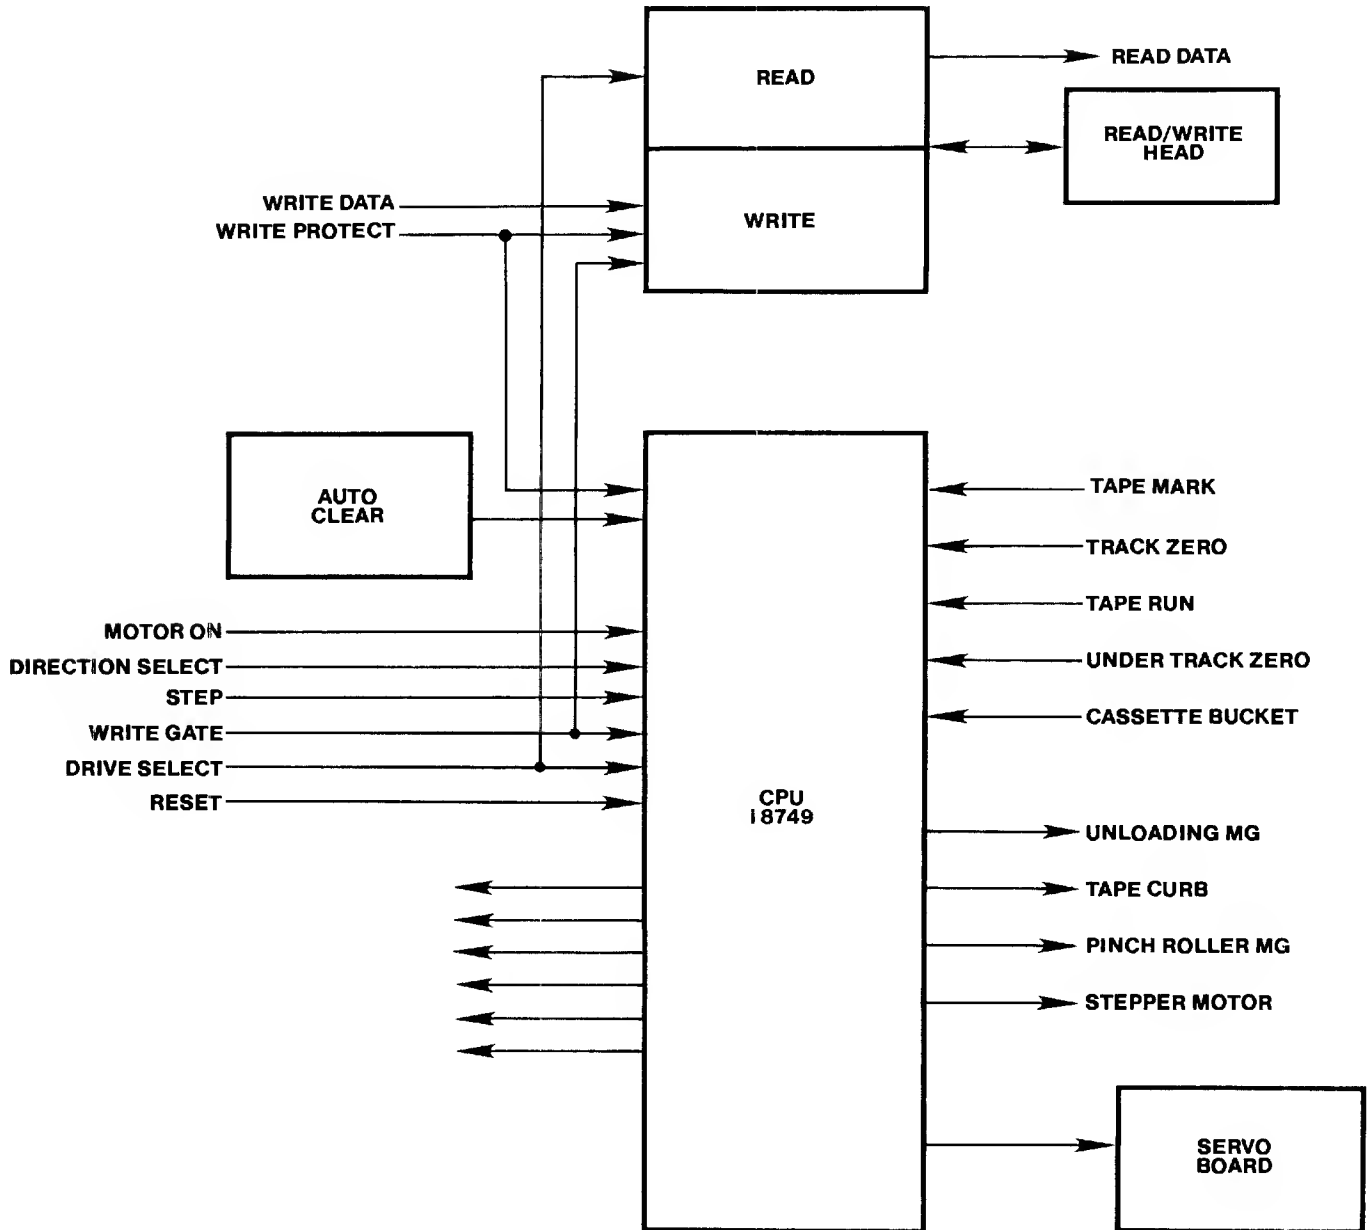 READ
READ DATA
READ/WRITE
HEAD
WRITE DATA
WRITE PROTECT
WRITE
AUTO
CLEAR
TAPE MARK
TRACK ZERO
TAPE RUN
UNDER TRACK ZERO
CASSETTE BUCKET
MOTOR ON
DIRECTION SELECT
STEP
WRITE GATE
DRIVE SELECT
RESET
CPU
i 8749
UNLOADING MG
TAPE CURB
PINCH ROLLER MG
STEPPER MOTOR
SERVO
BOARD